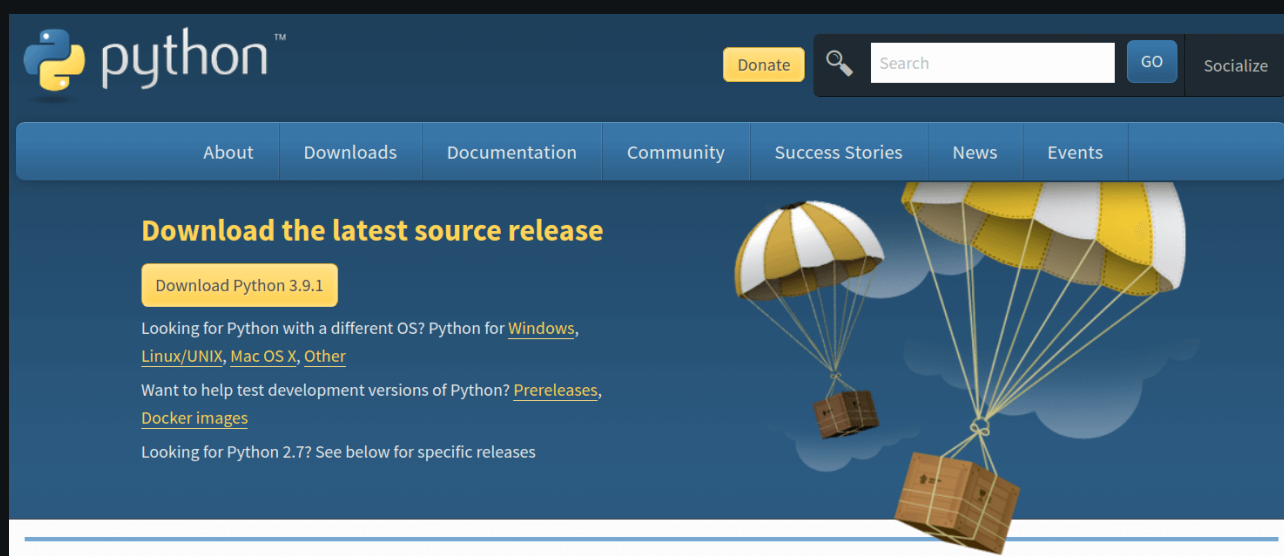 python™
Donate
Search
GO
Socialize
About
Downloads
Documentation
Community
Success Stories
News
Events
Download the latest source release
Download Python 3.9.1
Looking for Python with a different OS? Python for Windows,
Linux/UNIX, Mac OS X, Other
Want to help test development versions of Python? Prereleases,
Docker images
Looking for Python 2.7? See below for specific releases